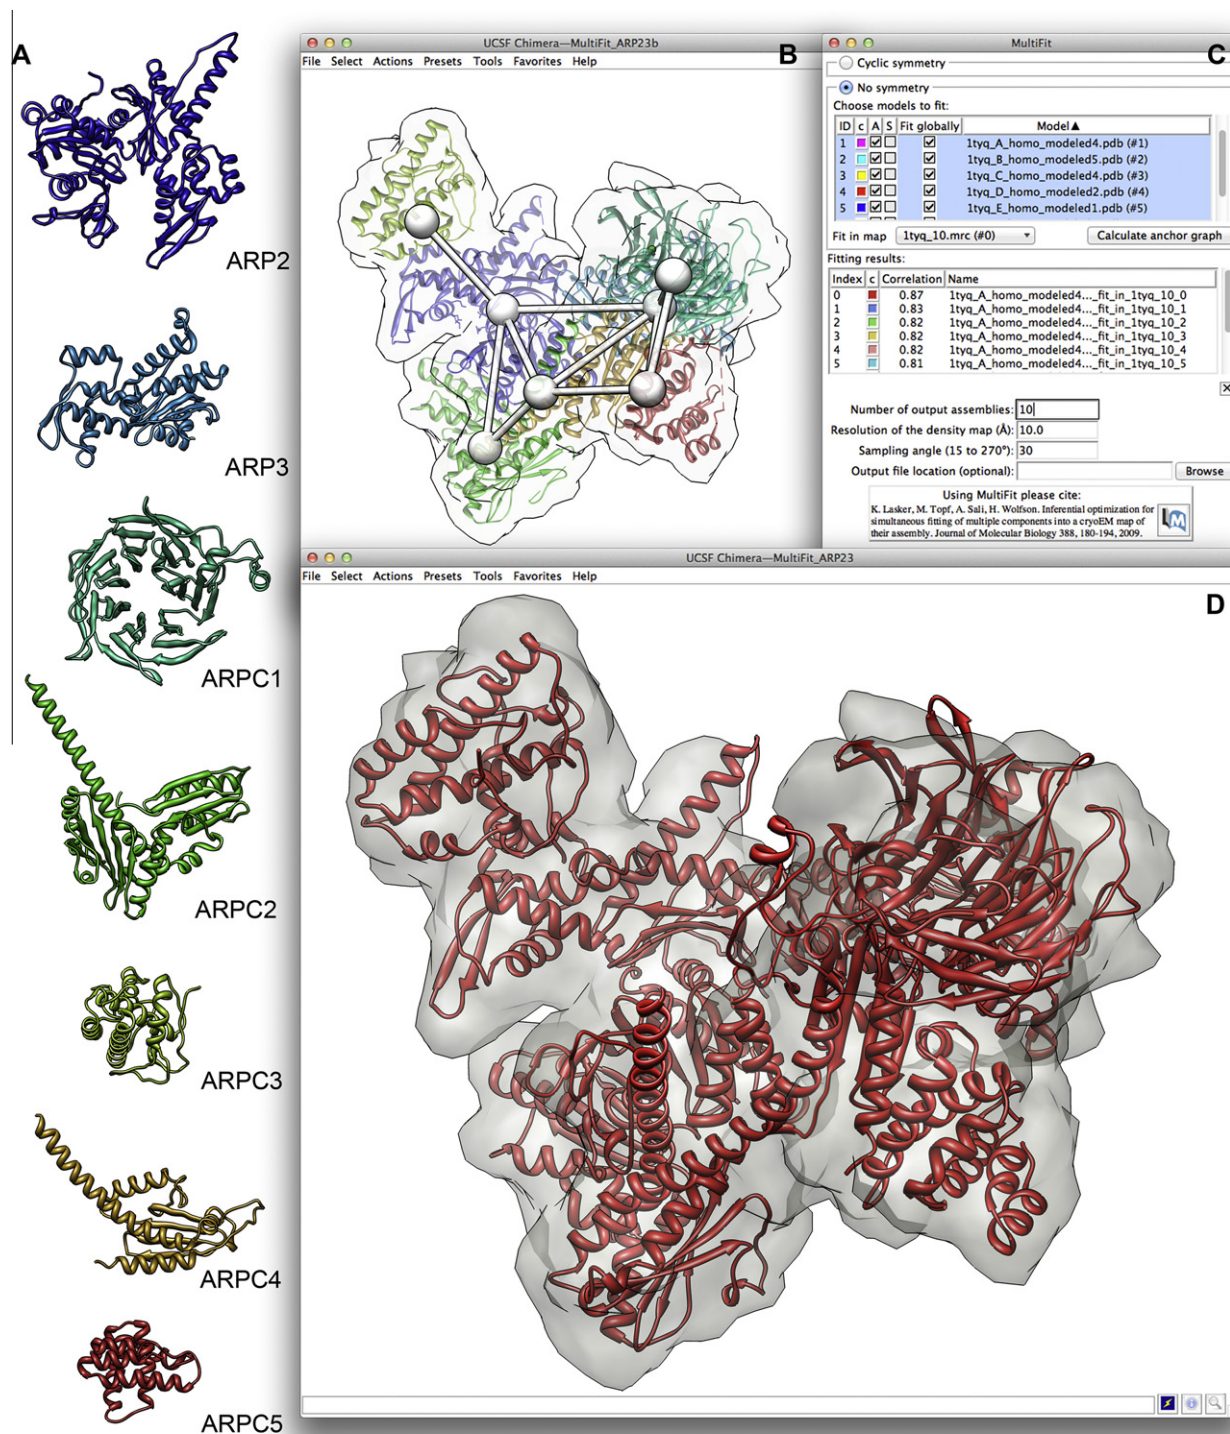 A
ARP2
ARP3
ARPC1
ARPC2
ARPC3
ARPC4
ARPC5
UCSF Chimera—MultiFit_ARP23b
B
File Select Actions Presets Tools Favorites Help
MultiFit
C
Cyclic symmetry
No symmetry
Choose models to fit:
ID c A S Fit globally Model▲
1 1tyq_A_homo_modeled4.pdb (#1)
2 1tyq_B_homo_modeled5.pdb (#2)
3 1tyq_C_homo_modeled4.pdb (#3)
4 1tyq_D_homo_modeled2.pdb (#4)
5 1tyq_E_homo_modeled1.pdb (#5)
Fit in map 1tyq_10.mrc (#0) Calculate anchor graph
Fitting results:
Index c Correlation Name
0 0.87 1tyq_A_homo_modeled4..._fit_in_1tyq_10_0
1 0.83 1tyq_A_homo_modeled4..._fit_in_1tyq_10_1
2 0.82 1tyq_A_homo_modeled4..._fit_in_1tyq_10_2
3 0.82 1tyq_A_homo_modeled4..._fit_in_1tyq_10_3
4 0.82 1tyq_A_homo_modeled4..._fit_in_1tyq_10_4
5 0.81 1tyq_A_homo_modeled4..._fit_in_1tyq_10_5
Number of output assemblies: 10
Resolution of the density map (Å): 10.0
Sampling angle (15 to 270°): 30
Output file location (optional): Browse
Using MultiFit please cite:
K. Lasker, M. Topf, A. Sali, H. Wolfson. Inferential optimization for
simultaneous fitting of multiple components into a cryoEM map of
their assembly. Journal of Molecular Biology 388, 180-194, 2009.
UCSF Chimera—MultiFit_ARP23
File Select Actions Presets Tools Favorites Help
D